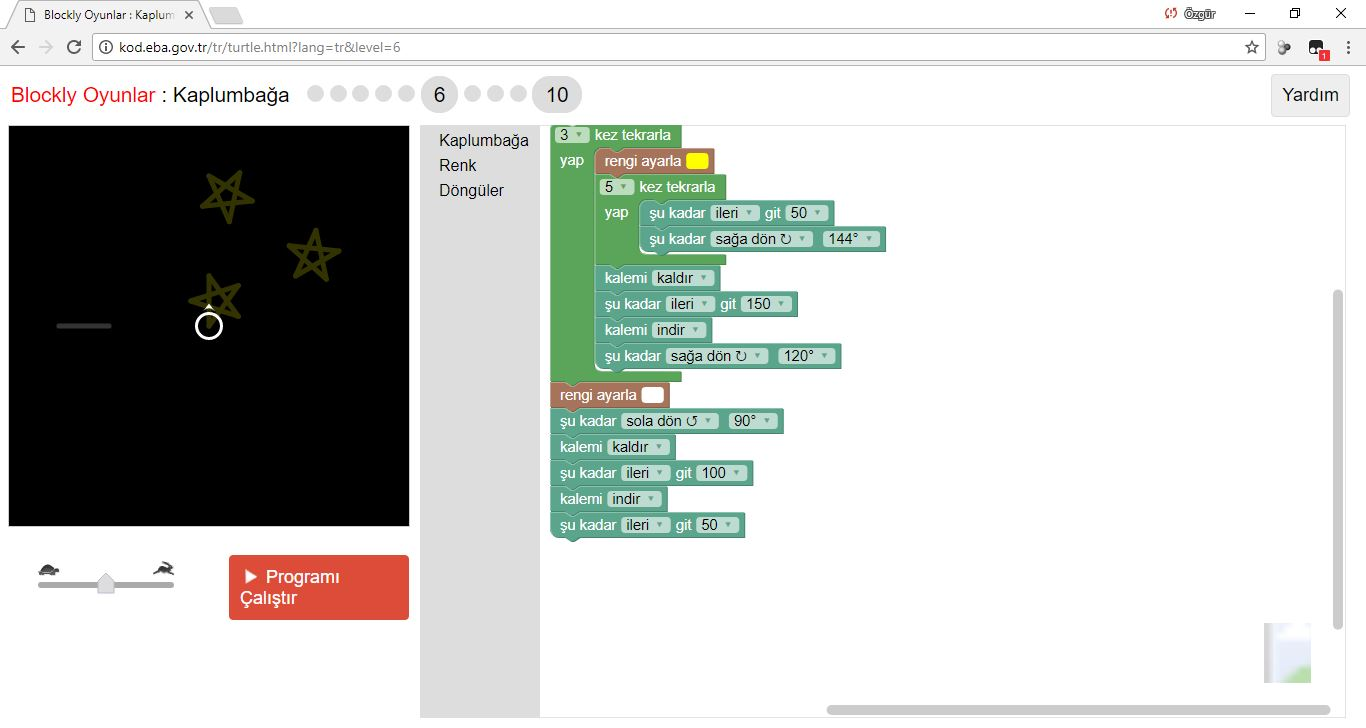 Blockly Oyunlar : Kaplum
Özgür
kod.eba.gov.tr/tr/turtle.html?lang=tr&level=6
1
Blockly Oyunlar : Kaplumbağa
6
10
Yardım
Kaplumbağa
Renk
Döngüler
3 kez tekrarla
yap
rengi ayarla
5 kez tekrarla
yap
şu kadar ileri git 50
şu kadar sağa dön ↻ 144°
kalemi kaldır
şu kadar ileri git 150
kalemi indir
şu kadar sağa dön ↻ 120°
rengi ayarla
şu kadar sola dön ↺ 90°
kalemi kaldır
şu kadar ileri git 100
kalemi indir
şu kadar ileri git 50
Programı
Çalıştır